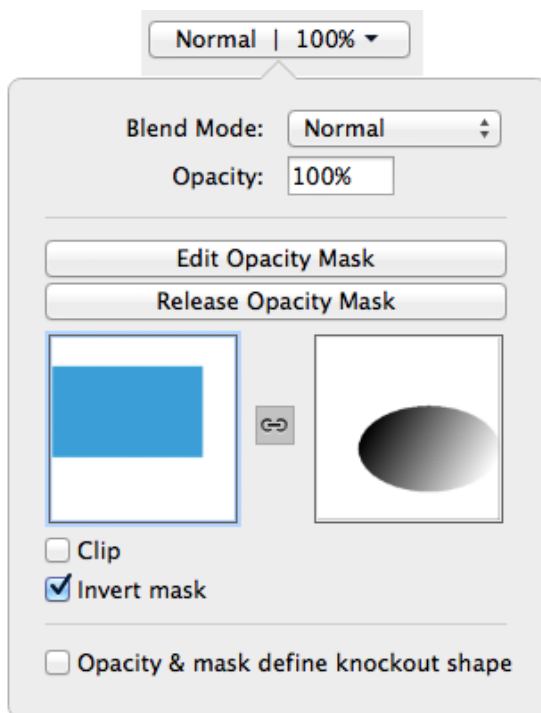 Normal | 100%
Blend Mode: Normal
Opacity: 100%
Edit Opacity Mask
Release Opacity Mask
Clip
Invert mask
Opacity & mask define knockout shape